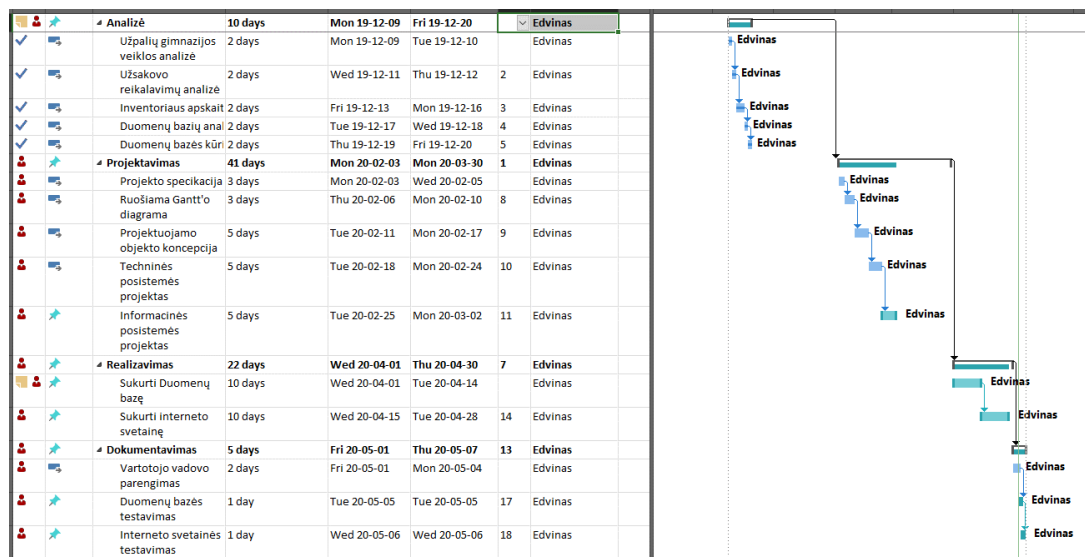 Analizė 10 days Mon 19-12-09 Fri 19-12-20 Edvinas
Užpalių gimnazijos 2 days Mon 19-12-09 Tue 19-12-10 Edvinas Edvinas
veiklos analizė
Užsakovo 2 days Wed 19-12-11 Thu 19-12-12 2 Edvinas Edvinas
reikalavimų analizė
Inventoriaus apskait 2 days Fri 19-12-13 Mon 19-12-16 3 Edvinas Edvinas
Duomenų bazių anal 2 days Tue 19-12-17 Wed 19-12-18 4 Edvinas Edvinas
Duomenų bazės kūri 2 days Thu 19-12-19 Fri 19-12-20 5 Edvinas Edvinas
Projektavimas 41 days Mon 20-02-03 Mon 20-03-30 1 Edvinas
Projekto specifikacija 3 days Mon 20-02-03 Wed 20-02-05 Edvinas Edvinas
Ruošiama Gantt'o 3 days Thu 20-02-06 Mon 20-02-10 8 Edvinas Edvinas
diagrama
Projektuojamo 5 days Tue 20-02-11 Mon 20-02-17 9 Edvinas Edvinas
objekto koncepcija
Techninės 5 days Tue 20-02-18 Mon 20-02-24 10 Edvinas Edvinas
posistemės
projektas
Informacinės 5 days Tue 20-02-25 Mon 20-03-02 11 Edvinas Edvinas
posistemės
projektas
Realizavimas 22 days Wed 20-04-01 Thu 20-04-30 7 Edvinas
Sukurti Duomenų 10 days Wed 20-04-01 Tue 20-04-14 Edvinas Edvinas
bazę
Sukurti interneto 10 days Wed 20-04-15 Tue 20-04-28 14 Edvinas Edvinas
svetainę
Dokumentavimas 5 days Fri 20-05-01 Thu 20-05-07 13 Edvinas
Vartotojo vadovo 2 days Fri 20-05-01 Mon 20-05-04 Edvinas Edvinas
parengimas
Duomenų bazės 1 day Tue 20-05-05 Tue 20-05-05 17 Edvinas Edvinas
testavimas
Interneto svetainės 1 day Wed 20-05-06 Wed 20-05-06 18 Edvinas Edvinas
testavimas